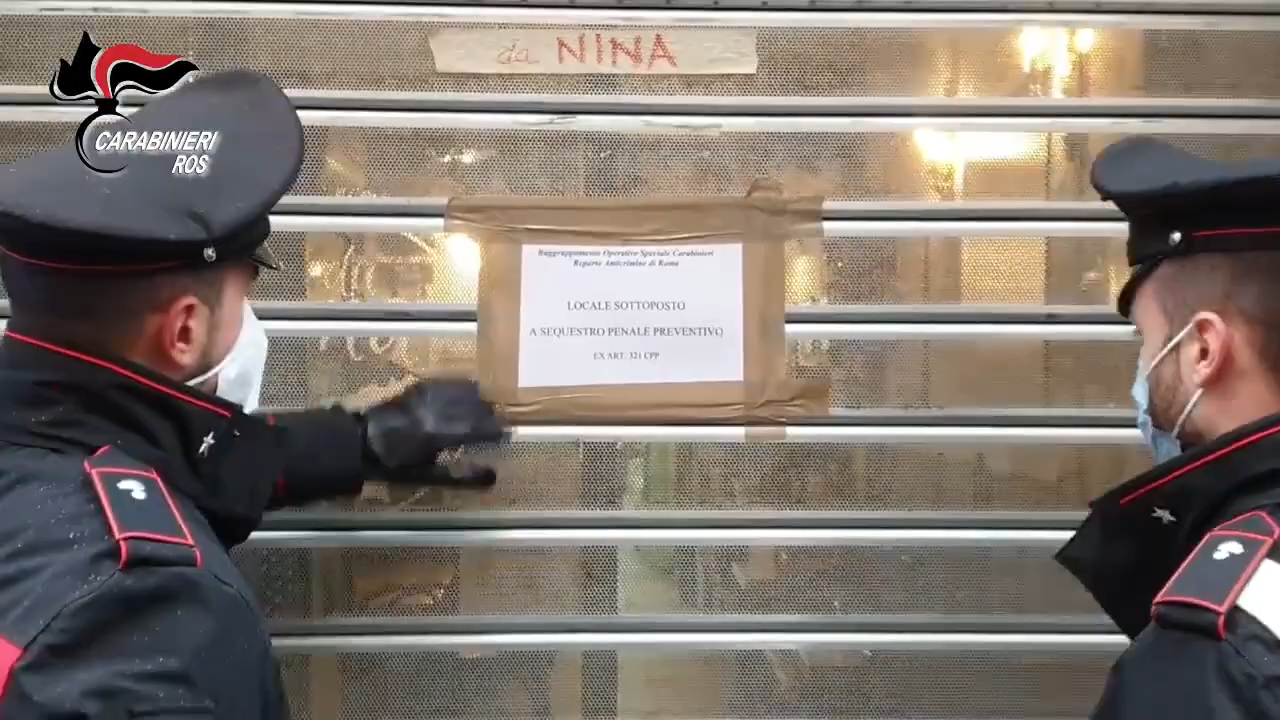 da NINA
CARABINIERI
ROS
Raggruppamento Operativo Speciale Carabinieri
Reparto Anticrimine di Roma
LOCALE SOTTOPOSTO
A SEQUESTRO PENALE PREVENTIVO
EX ART. 321 CPP